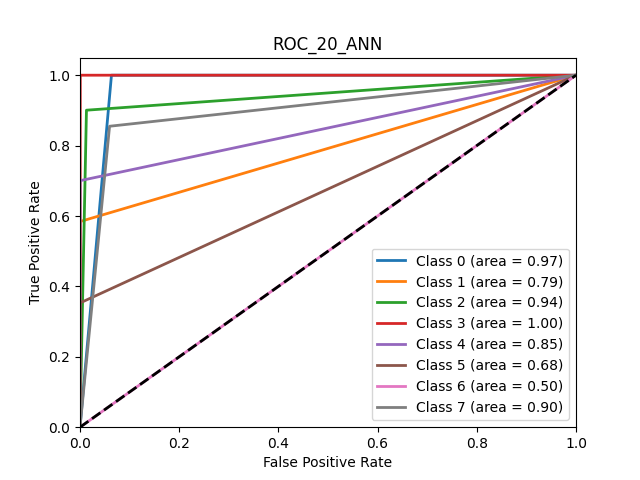 ROC_20_ANN
True Positive Rate
1.0
0.8
0.6
0.4
0.2
0.0
Class 0 (area = 0.97)
Class 1 (area = 0.79)
Class 2 (area = 0.94)
Class 3 (area = 1.00)
Class 4 (area = 0.85)
Class 5 (area = 0.68)
Class 6 (area = 0.50)
Class 7 (area = 0.90)
0.0 0.2 0.4 0.6 0.8 1.0
False Positive Rate